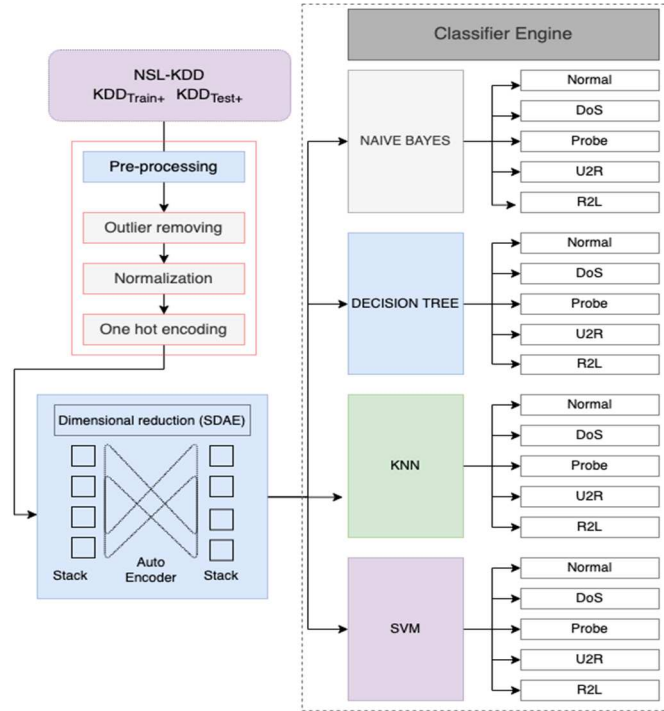 NSL-KDD
KDDTrain+ KDDTest+
Pre-processing
Outlier removing
Normalization
One hot encoding
Dimensional reduction (SDAE)
Auto
Encoder
Stack
Stack
Classifier Engine
NAIVE BAYES
Normal
DoS
Probe
U2R
R2L
DECISION TREE
Normal
DoS
Probe
U2R
R2L
KNN
Normal
DoS
Probe
U2R
R2L
SVM
Normal
DoS
Probe
U2R
R2L